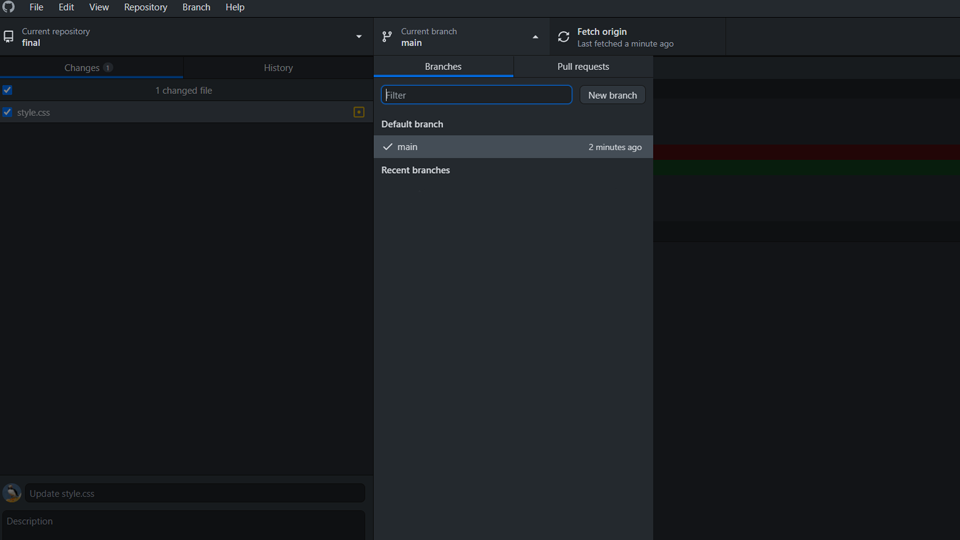 File Edit View Repository Branch Help
Current repository
final
Current branch
main
Fetch origin
Last fetched a minute ago
Changes 1
History
1 changed file
style.css
Update style.css
Description
Branches
Pull requests
Filter
New branch
Default branch
main 2 minutes ago
Recent branches